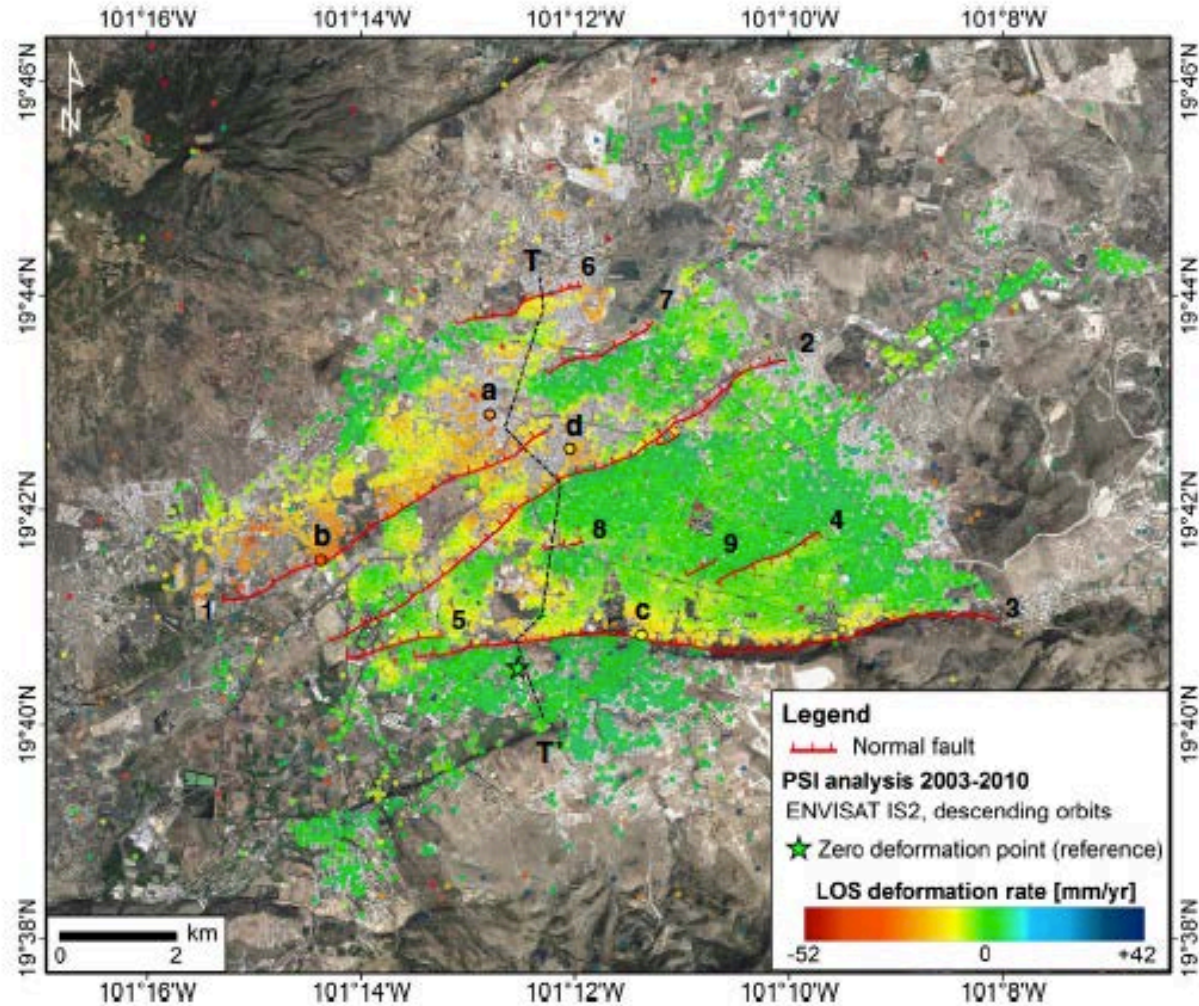 101°16'W 101°14'W 101°12'W 101°10'W 101°8'W
19°46'N 19°46'N
N
T 6
19°44'N 19°44'N
7
2
a
d
19°42'N 19°42'N
b 8 4
9
1 5 c 3
19°40'N 19°40'N
T'
Legend
Normal fault
PSI analysis 2003-2010
ENVISAT IS2, descending orbits
Zero deformation point (reference)
LOS deformation rate [mm/yr]
-52 0 +42
km
0 2
19°38'N 19°38'N
101°16'W 101°14'W 101°12'W 101°10'W 101°8'W